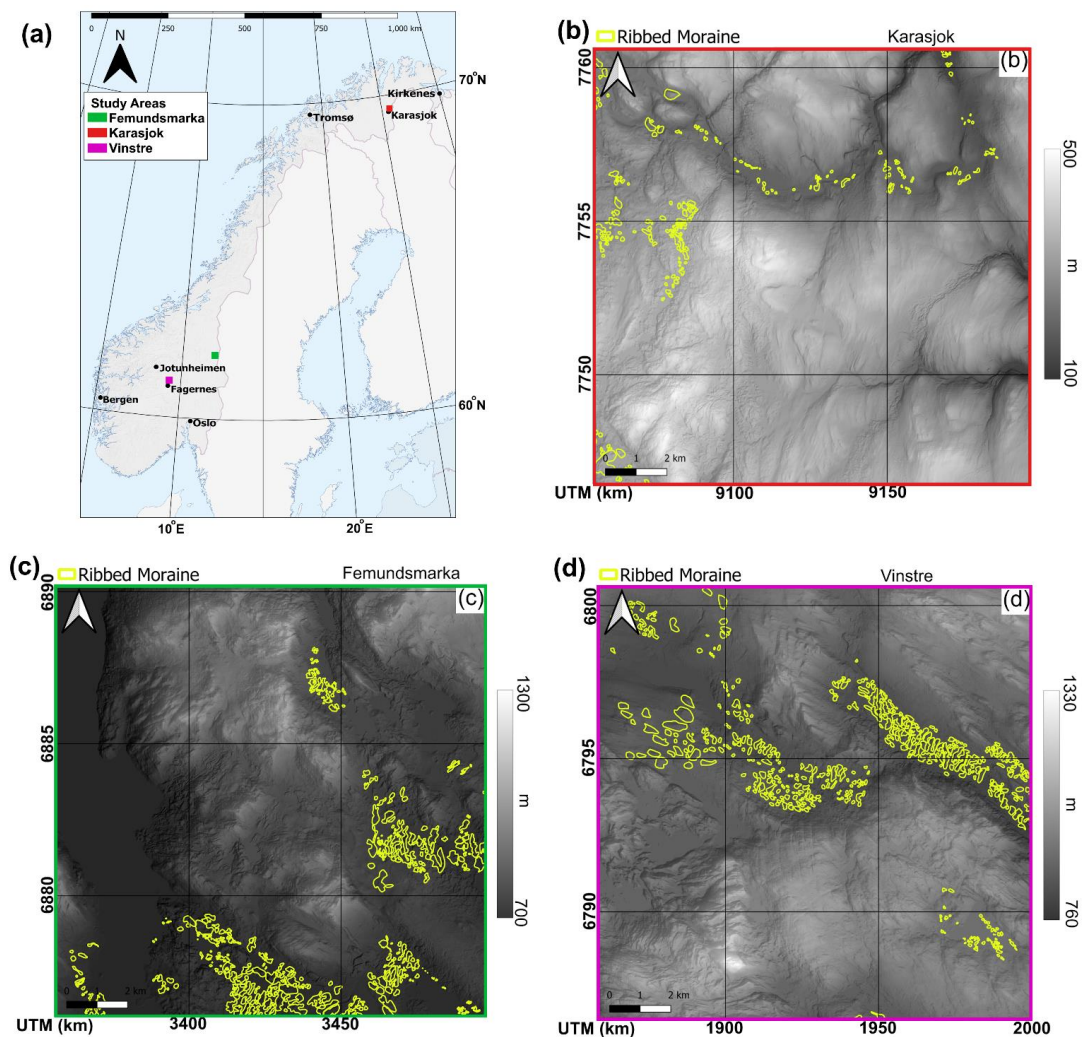 (a)
0 250 500 750 1,000 km
N
Study Areas
Femundsmarka
Karasjok
Vinstre
70°N
Kirkenes
Karasjok
Tromsø
Jotunheimen
Fagernes
Bergen
Oslo
60°N
10°E
20°E
(b)
Ribbed Moraine
Karasjok
(b)
7760
7755
7750
500
m
100
0 1 2 km
UTM (km)
9100
9150
(c)
Ribbed Moraine
Femundsmarka
(c)
6890
6885
6880
1300
m
700
0 1 2 km
UTM (km)
3400
3450
(d)
Ribbed Moraine
Vinstre
(d)
6800
6795
6790
1330
m
760
0 1 2 km
UTM (km)
1900
1950
2000